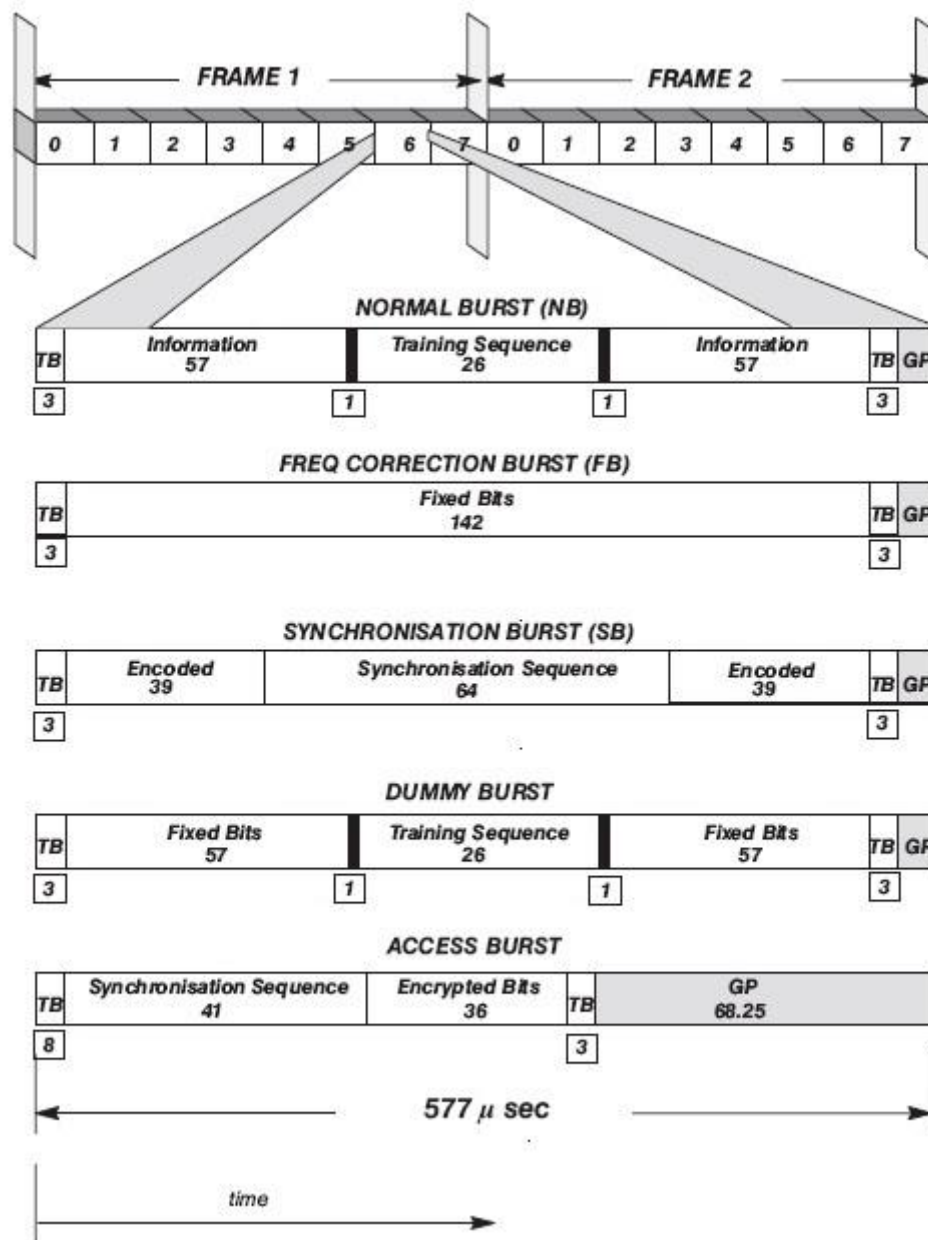 FRAME 1 FRAME 2
0 1 2 3 4 5 6 7 0 1 2 3 4 5 6 7
NORMAL BURST (NB)
TB Information Training Sequence Information TB GP
57 26 57
3 1 1 3
FREQ CORRECTION BURST (FB)
TB Fixed Bits TB GP
142
3 3
SYNCHRONISATION BURST (SB)
TB Encoded Synchronisation Sequence Encoded TB GP
39 64 39
3 3
DUMMY BURST
TB Fixed Bits Training Sequence Fixed Bits TB GP
57 26 57
3 1 1 3
ACCESS BURST
TB Synchronisation Sequence Encrypted Bits TB GP
41 36 68.25
8 3
577 μ sec
time